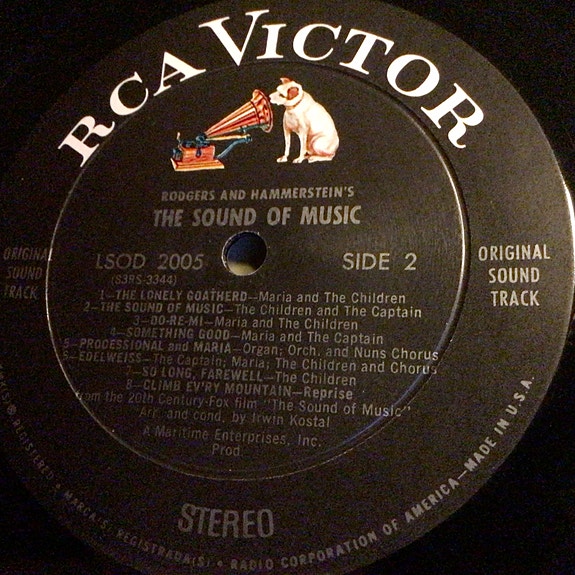 RCA VICTOR
RODGERS AND HAMMERSTEIN'S
THE SOUND OF MUSIC
ORIGINAL
SOUND
TRACK
LSOD 2005
(S3RS-3344)
SIDE 2
ORIGINAL
SOUND
TRACK
1—THE LONELY GOATHERD—Maria and The Children
2—THE SOUND OF MUSIC—The Children and The Captain
3—DO-RE-MI—Maria and The Children
4—SOMETHING GOOD—Maria and The Captain
5—PROCESSIONAL and MARIA—Organ; Orch. and Nuns Chorus
6—EDELWEISS—The Captain; Maria; The Children and Chorus
7—SO LONG, FAREWELL—The Children
8—CLIMB EV'RY MOUNTAIN—Reprise
from the 20th Century-Fox film "The Sound of Music"
Arr. and cond. by Irwin Kostal
A Maritime Enterprises, Inc.
Prod.
STEREO
REGISTERED • MARCA(S) REGISTRADA(S) • RADIO CORPORATION OF AMERICA—MADE IN U.S.A.